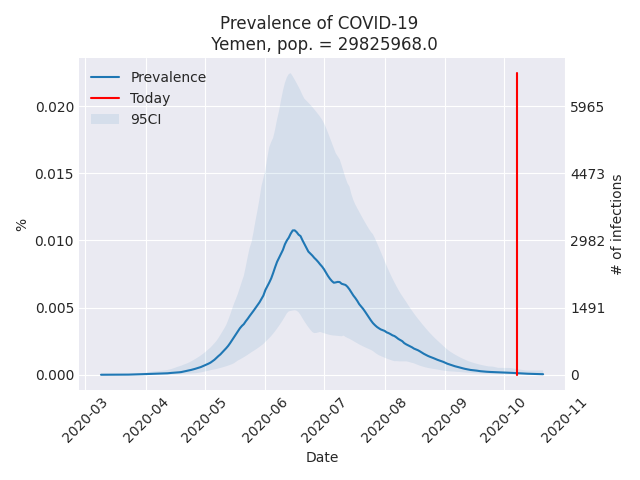 Prevalence of COVID-19
Yemen, pop. = 29825968.0
Prevalence
Today
95CI
0.020
0.015
0.010
0.005
0.000
%
5965
4473
2982
1491
0
# of infections
2020-03
2020-04
2020-05
2020-06
2020-07
2020-08
2020-09
2020-10
2020-11
Date